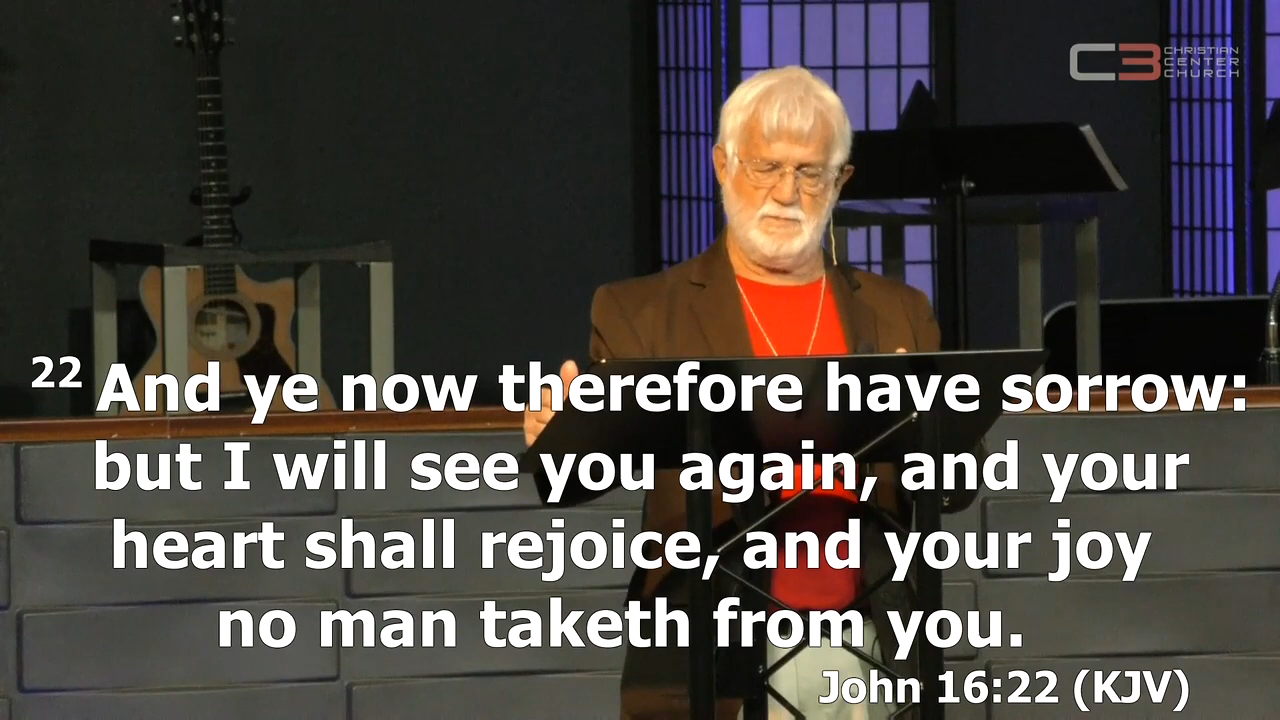 C3 CHRISTIAN
CENTER
CHURCH
22 And ye now therefore have sorrow:
but I will see you again, and your
heart shall rejoice, and your joy
no man taketh from you.
John 16:22 (KJV)